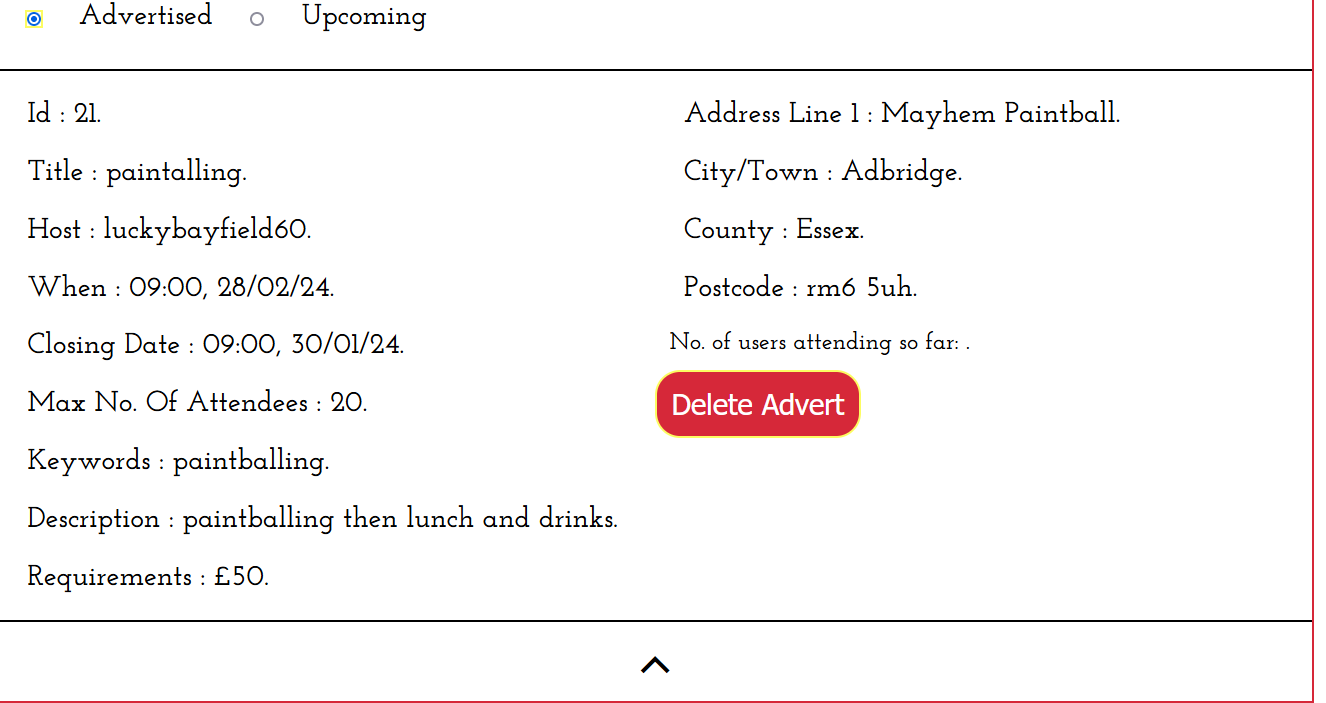 Advertised Upcoming
Id : 21.
Title : paintalling.
Host : luckybayfield60.
When : 09:00, 28/02/24.
Closing Date : 09:00, 30/01/24.
Max No. Of Attendees : 20.
Keywords : paintballing.
Description : paintballing then lunch and drinks.
Requirements : £50.
Address Line 1 : Mayhem Paintball.
City/Town : Adbridge.
County : Essex.
Postcode : rm6 5uh.
No. of users attending so far: .
Delete Advert